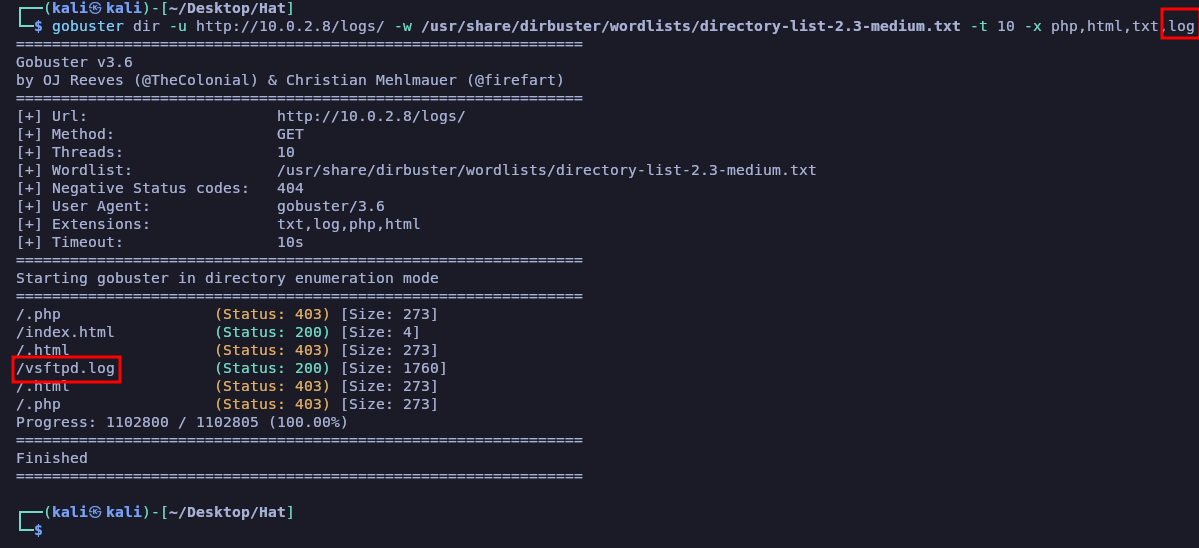 ┌──(kali㉿kali)-[~/Desktop/Hat]
└─$ gobuster dir -u http://10.0.2.8/logs/ -w /usr/share/dirbuster/wordlists/directory-list-2.3-medium.txt -t 10 -x php,html,txt,log
===============================================================
Gobuster v3.6
by OJ Reeves (@TheColonial) & Christian Mehlmauer (@firefart)
===============================================================
[+] Url:                     http://10.0.2.8/logs/
[+] Method:                  GET
[+] Threads:                 10
[+] Wordlist:                /usr/share/dirbuster/wordlists/directory-list-2.3-medium.txt
[+] Negative Status codes:   404
[+] User Agent:              gobuster/3.6
[+] Extensions:              txt,log,php,html
[+] Timeout:                 10s
===============================================================
Starting gobuster in directory enumeration mode
===============================================================
/.php                 (Status: 403) [Size: 273]
/index.html           (Status: 200) [Size: 4]
/.html                (Status: 403) [Size: 273]
/vsftpd.log           (Status: 200) [Size: 1760]
/.html                (Status: 403) [Size: 273]
/.php                 (Status: 403) [Size: 273]
Progress: 1102800 / 1102805 (100.00%)
===============================================================
Finished
===============================================================
┌──(kali㉿kali)-[~/Desktop/Hat]
└─$